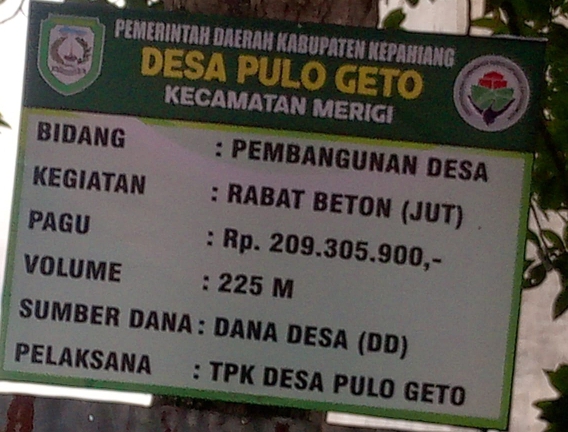 PEMERINTAH DAERAH KABUPATEN KEPAHIANG
DESA PULO GETO
KECAMATAN MERIGI
BIDANG : PEMBANGUNAN DESA
KEGIATAN : RABAT BETON (JUT)
PAGU : Rp. 209.305.900,-
VOLUME : 225 M
SUMBER DANA : DANA DESA (DD)
PELAKSANA : TPK DESA PULO GETO